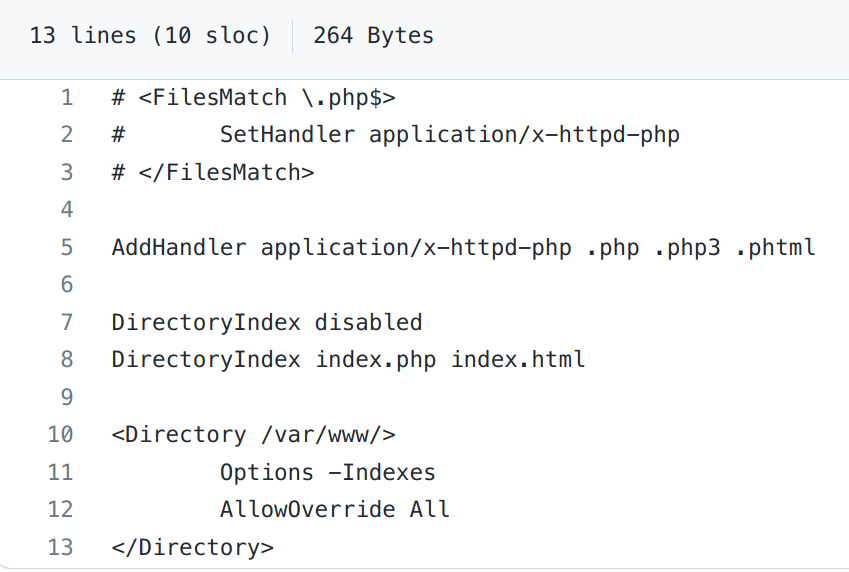 13 lines (10 sloc) 264 Bytes
1 # <FilesMatch \.php$>
2 #       SetHandler application/x-httpd-php
3 # </FilesMatch>
4
5 AddHandler application/x-httpd-php .php .php3 .phtml
6
7 DirectoryIndex disabled
8 DirectoryIndex index.php index.html
9
10 <Directory /var/www/>
11         Options -Indexes
12         AllowOverride All
13 </Directory>